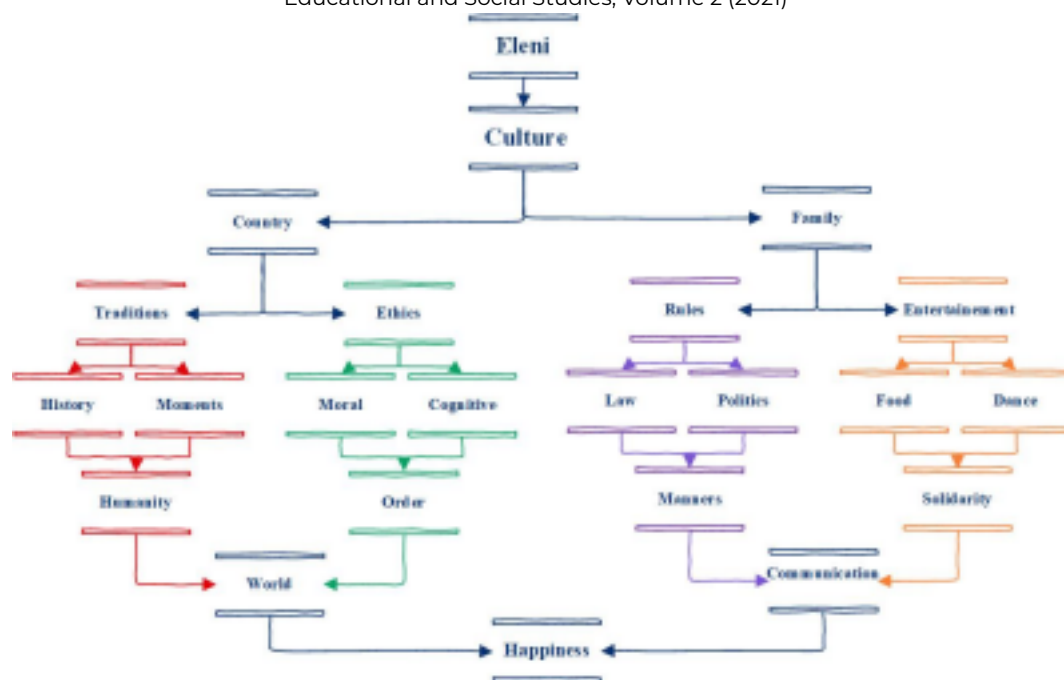 Educational and Social Studies, Volume 2 (2021)
Eleni
Culture
Country
Family
Traditions
Ethics
Rules
Entertainement
History
Moments
Moral
Cognitive
Law
Politics
Food
Dance
Humanity
Order
Manners
Solidarity
World
Communication
Happiness